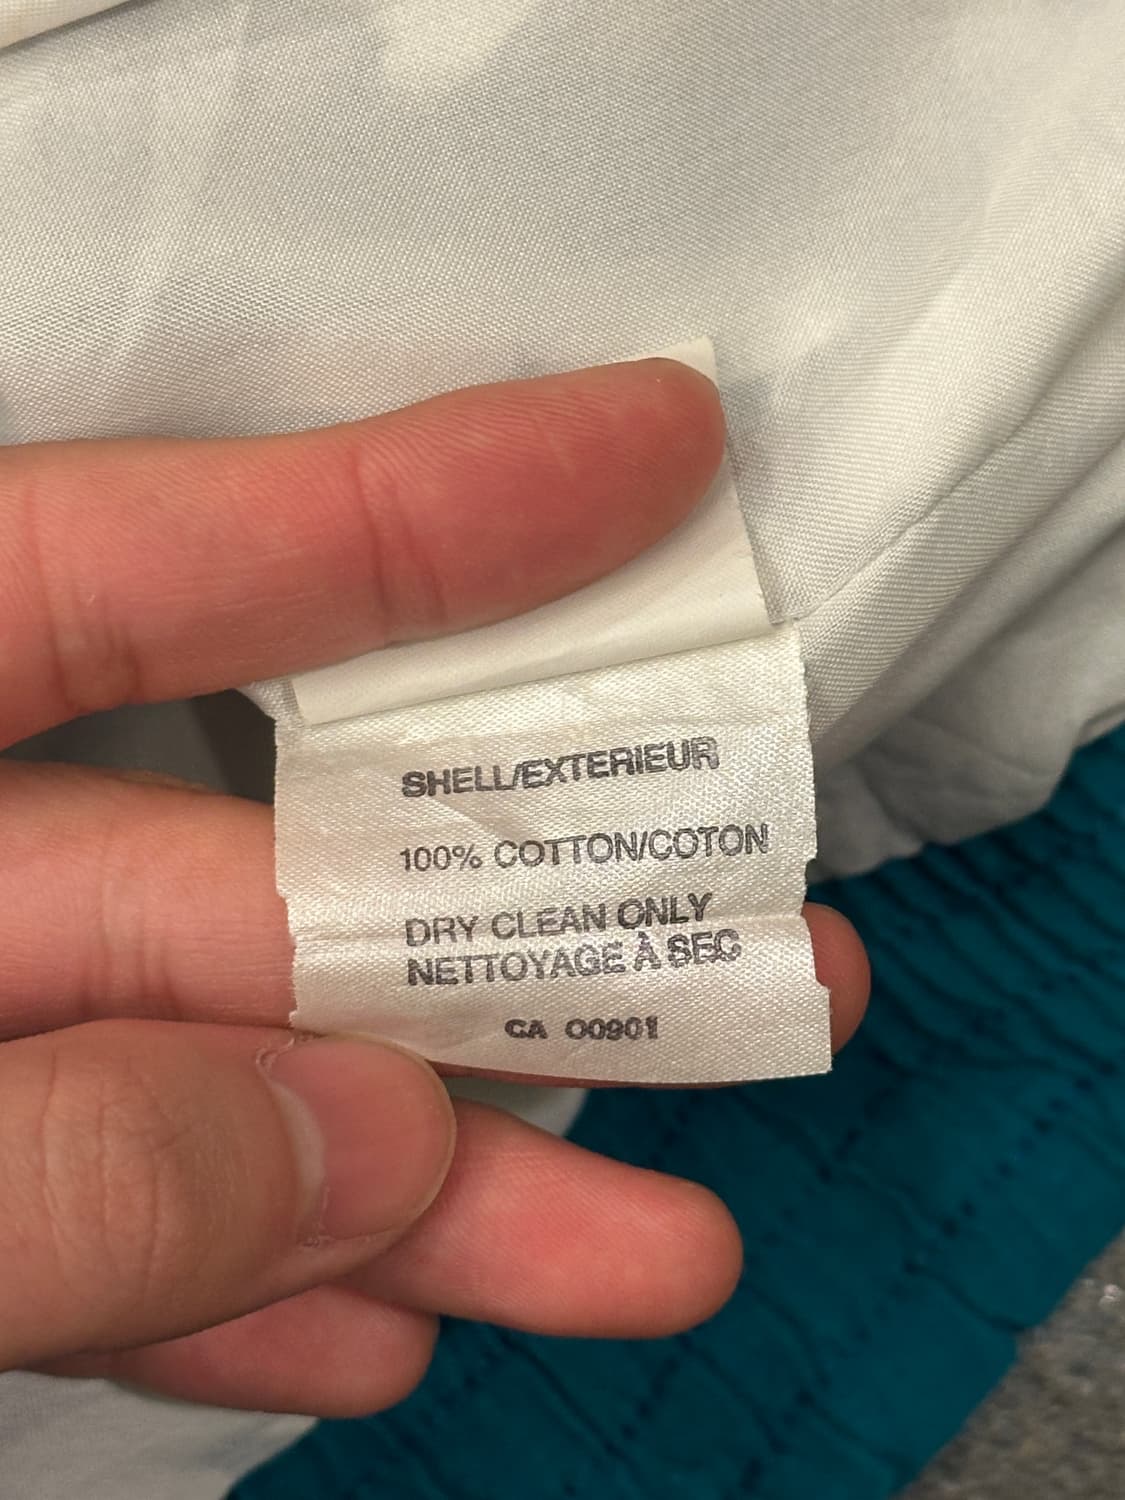 SHELL/EXTERIEUR
100% COTTON/COTON
DRY CLEAN ONLY
NETTOYAGE À SEC
CA 00901